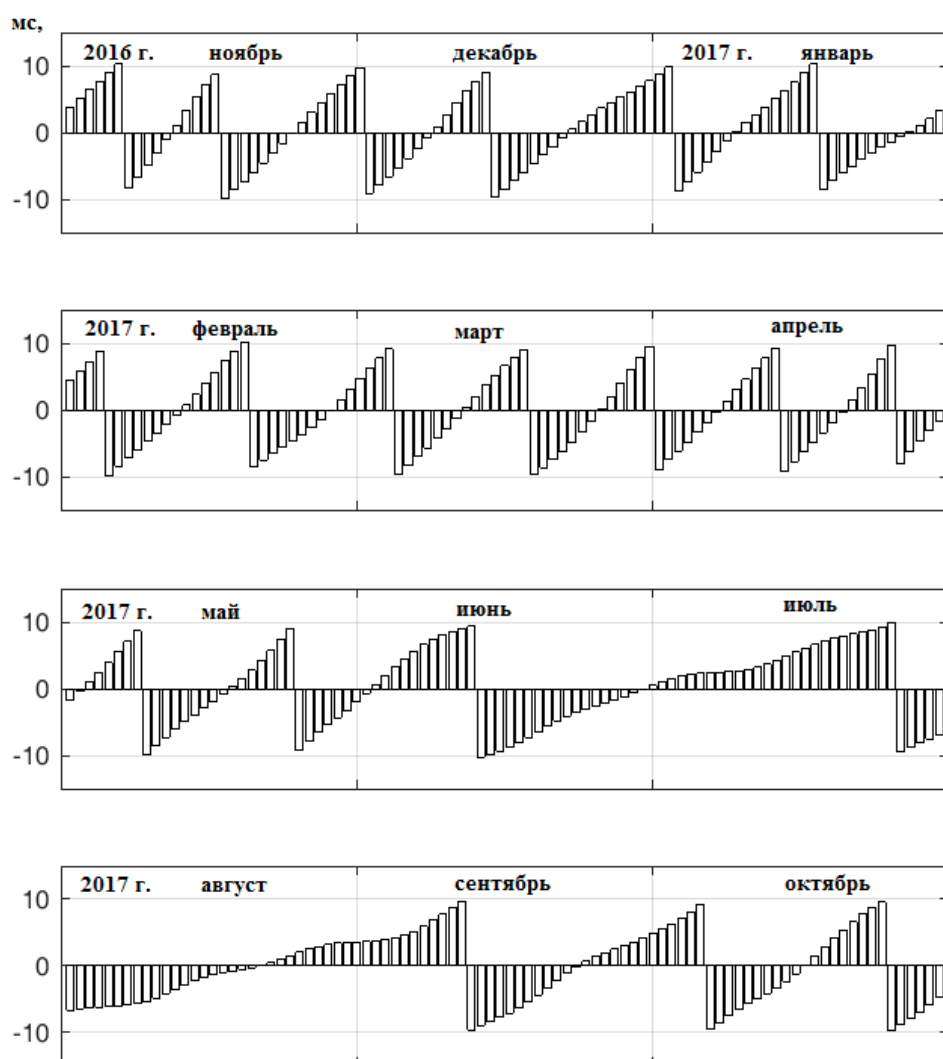 мс,
2016 г. ноябрь декабрь 2017 г. январь
10
0
-10
2017 г. февраль март апрель
10
0
-10
2017 г. май июнь июль
10
0
-10
2017 г. август сентябрь октябрь
10
0
-10